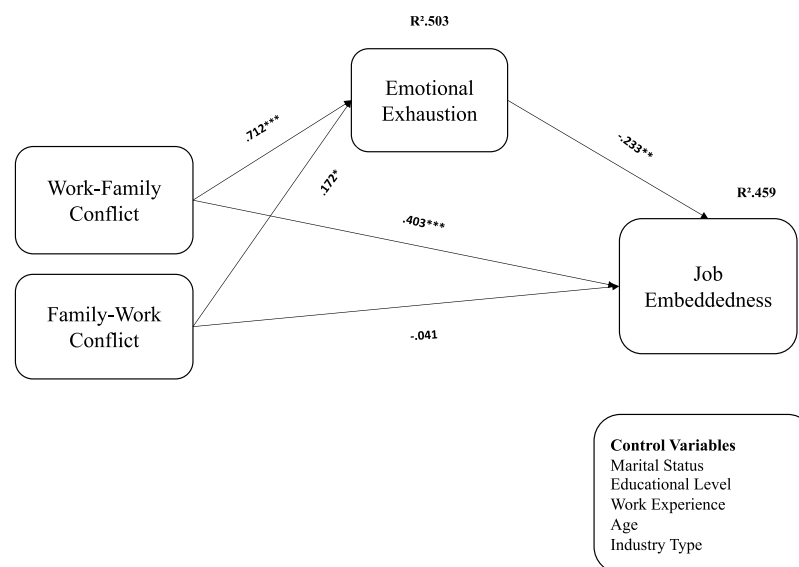 R².503
Emotional
Exhaustion
.712***
-.233**
.172*
Work-Family
Conflict
R².459
.403***
Job
Embeddedness
Family-Work
Conflict
-.041
Control Variables
Marital Status
Educational Level
Work Experience
Age
Industry Type